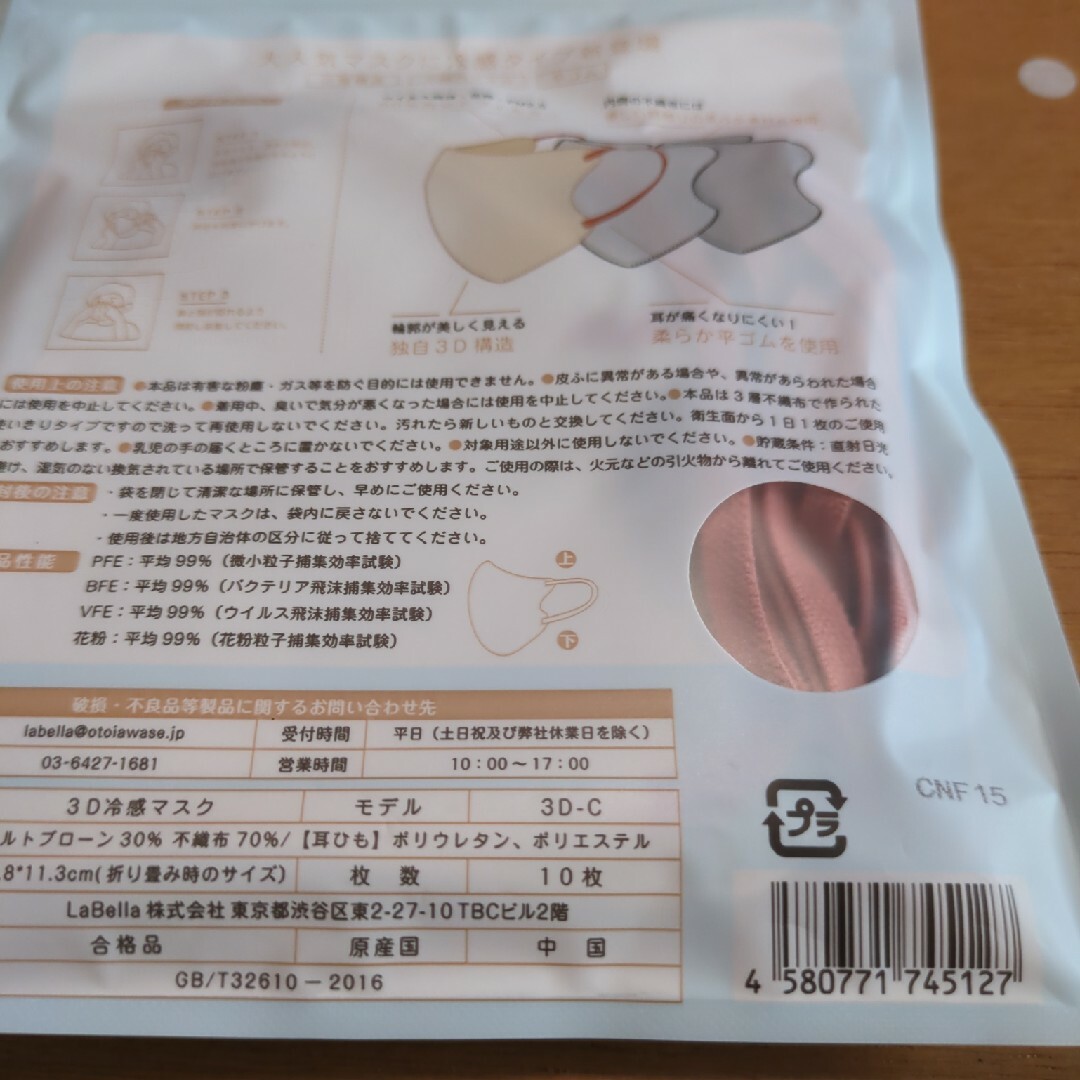 STEP 2
STEP 3
輪郭が美しく見える
独自3D構造
耳が痛くなりにくい!
柔らか平ゴムを使用
使用上の注意 ●本品は有害な粉塵・ガス等を防ぐ目的には使用できません。●皮ふに異常がある場合や、異常があらわれた場合
には使用を中止してください。●着用中、臭いで気分が悪くなった場合には使用を中止してください。●本品は3層不織布で作られた
いきりタイプですので洗って再使用しないでください。汚れたら新しいものと交換してください。衛生面から1日1枚のご使用
おすすめします。●乳児の手の届くところに置かないでください。●対象用途以外に使用しないでください。●貯蔵条件:直射日光
け、湿気のない換気されている場所で保管することをおすすめします。ご使用の際は、火元などの引火物から離れてご使用ください。
封後の注意 ・袋を閉じて清潔な場所に保管し、早めにご使用ください。
・一度使用したマスクは、袋内に戻さないでください。
・使用後は地方自治体の区分に従って捨ててください。
品性能 PFE:平均99%(微小粒子捕集効率試験)
BFE:平均99%(バクテリア飛沫捕集効率試験)
VFE:平均99%(ウイルス飛沫捕集効率試験)
花粉:平均99%(花粉粒子捕集効率試験)
上
下
破損・不良品等製品に関するお問い合わせ先
labella@otoiawase.jp 受付時間 平日(土日祝及び弊社休業日を除く)
03-6427-1681 営業時間 10:00~17:00
3D冷感マスク モデル 3D-C
ルトブローン30% 不織布70%/【耳ひも】ポリウレタン、ポリエステル
.8*11.3cm(折り畳み時のサイズ) 枚 数 10枚
LaBella株式会社 東京都渋谷区東2-27-10 TBCビル2階
合格品 原産国 中 国
GB/T32610-2016
プラ
CNF15
4 580771 745127